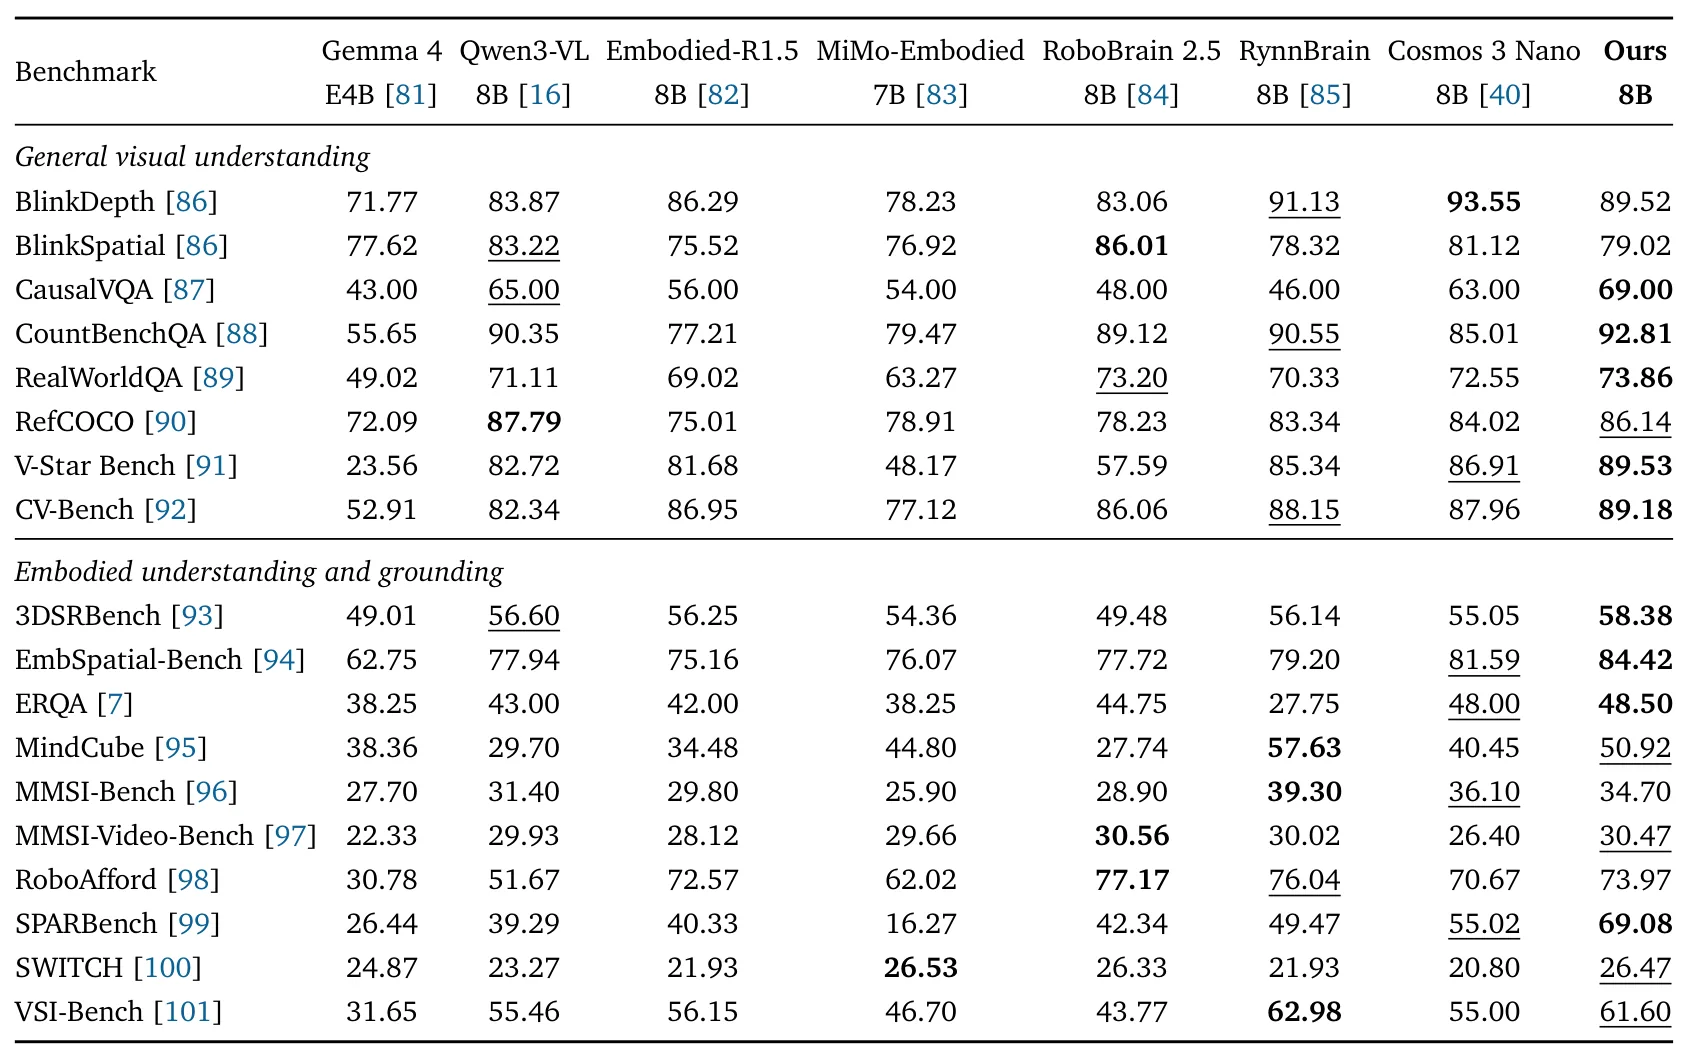 Benchmark Gemma 4 Qwen3-VL Embodied-R1.5 MiMo-Embodied RoboBrain 2.5 RynnBrain Cosmos 3 Nano Ours
E4B [81] 8B [16] 8B [82] 7B [83] 8B [84] 8B [85] 8B [40] 8B
General visual understanding
BlinkDepth [86] 71.77 83.87 86.29 78.23 83.06 91.13 93.55 89.52
BlinkSpatial [86] 77.62 83.22 75.52 76.92 86.01 78.32 81.12 79.02
CausalVQA [87] 43.00 65.00 56.00 54.00 48.00 46.00 63.00 69.00
CountBenchQA [88] 55.65 90.35 77.21 79.47 89.12 90.55 85.01 92.81
RealWorldQA [89] 49.02 71.11 69.02 63.27 73.20 70.33 72.55 73.86
RefCOCO [90] 72.09 87.79 75.01 78.91 78.23 83.34 84.02 86.14
V-Star Bench [91] 23.56 82.72 81.68 48.17 57.59 85.34 86.91 89.53
CV-Bench [92] 52.91 82.34 86.95 77.12 86.06 88.15 87.96 89.18
Embodied understanding and grounding
3DSRBench [93] 49.01 56.60 56.25 54.36 49.48 56.14 55.05 58.38
EmbSpatial-Bench [94] 62.75 77.94 75.16 76.07 77.72 79.20 81.59 84.42
ERQA [7] 38.25 43.00 42.00 38.25 44.75 27.75 48.00 48.50
MindCube [95] 38.36 29.70 34.48 44.80 27.74 57.63 40.45 50.92
MMSI-Bench [96] 27.70 31.40 29.80 25.90 28.90 39.30 36.10 34.70
MMSI-Video-Bench [97] 22.33 29.93 28.12 29.66 30.56 30.02 26.40 30.47
RoboAfford [98] 30.78 51.67 72.57 62.02 77.17 76.04 70.67 73.97
SPARBench [99] 26.44 39.29 40.33 16.27 42.34 49.47 55.02 69.08
SWITCH [100] 24.87 23.27 21.93 26.53 26.33 21.93 20.80 26.47
VSI-Bench [101] 31.65 55.46 56.15 46.70 43.77 62.98 55.00 61.60